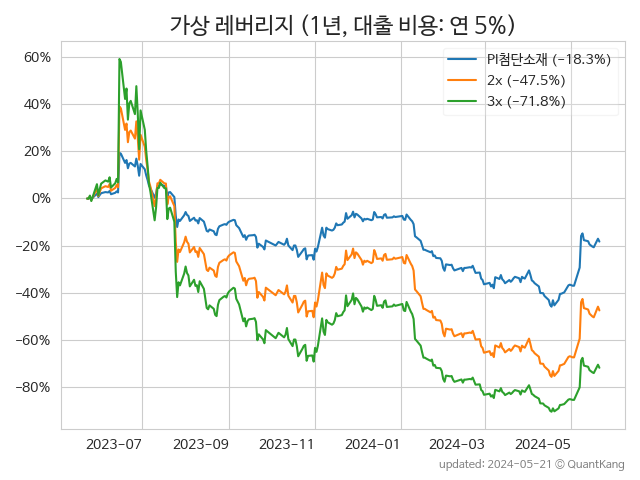 가상 레버리지 (1년, 대출 비용: 연 5%)
PI첨단소재 (−18.3%)
2x (−47.5%)
3x (−71.8%)
60%
40%
20%
0%
−20%
−40%
−60%
−80%
2023-07
2023-09
2023-11
2024-01
2024-03
2024-05
updated: 2024-05-21 © QuantKang